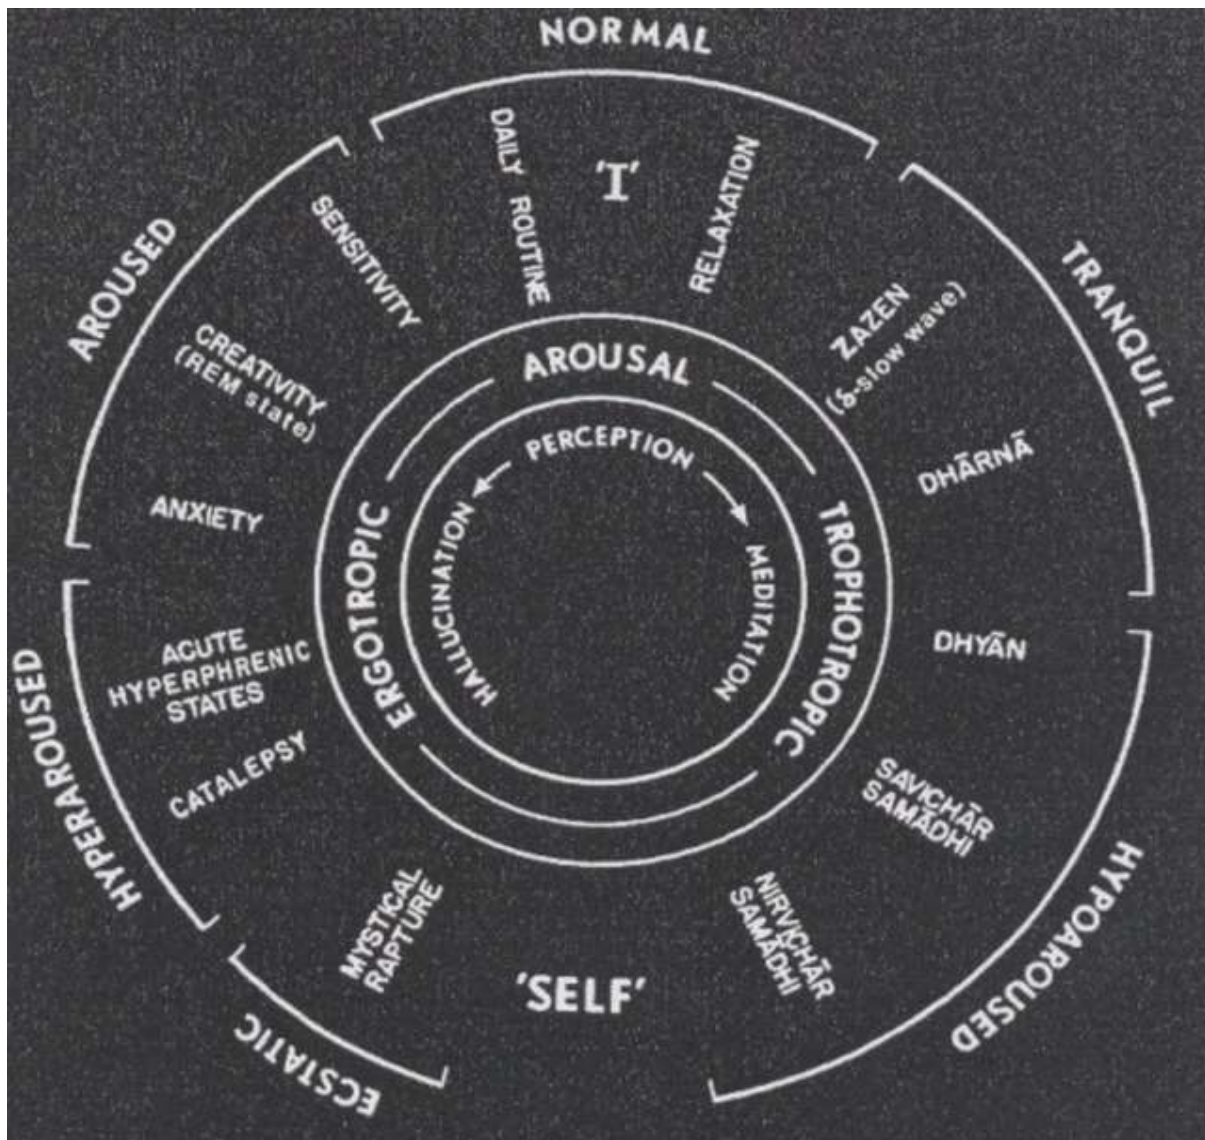 NORMAL
'I'
DAILY ROUTINE
RELAXATION
SENSITIVITY
AROUSED
CREATIVITY
(REM state)
ANXIETY
TRANQUIL
ZAZEN
(δ-slow wave)
DHĀRNĀ
AROUSAL
PERCEPTION
HALLUCINATION
MEDITATION
ERGOTROPIC
TROPHOTROPIC
HYPERAROUSED
ACUTE
HYPERPHRENIC
STATES
CATALEPSY
DHYĀN
SAVICHĀR
SAMĀDHI
HYPOAROUSED
NIRVICHĀR
SAMĀDHI
MYSTICAL
RAPTURE
ECSTATIC
'SELF'